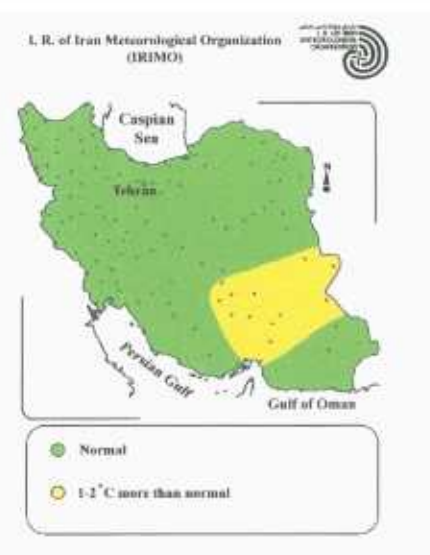 I. R. of Iran Meteorological Organization
(IRIMO)
Caspian
Sea
N
Tehran
Persian Gulf
Gulf of Oman
Normal
1-2°C more than normal